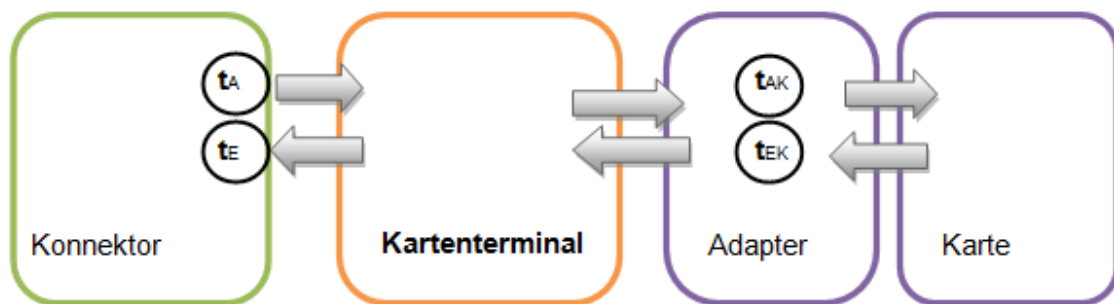 tA
tE
tAK
tEK
Konnektor
Kartenterminal
Adapter
Karte